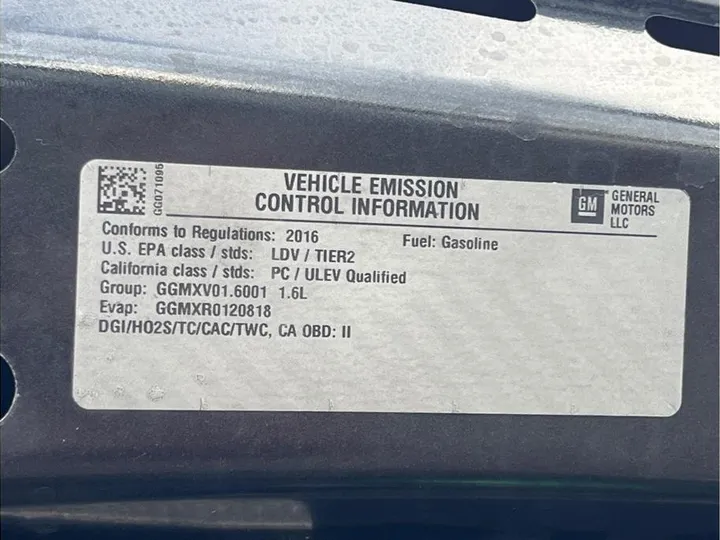 GG071095
VEHICLE EMISSION
CONTROL INFORMATION
GM
GENERAL
MOTORS
LLC
Conforms to Regulations: 2016 Fuel: Gasoline
U.S. EPA class / stds: LDV / TIER2
California class / stds: PC / ULEV Qualified
Group: GGMXV01.6001 1.6L
Evap: GGMXR0120818
DGI/HO2S/TC/CAC/TWC, CA OBD: II